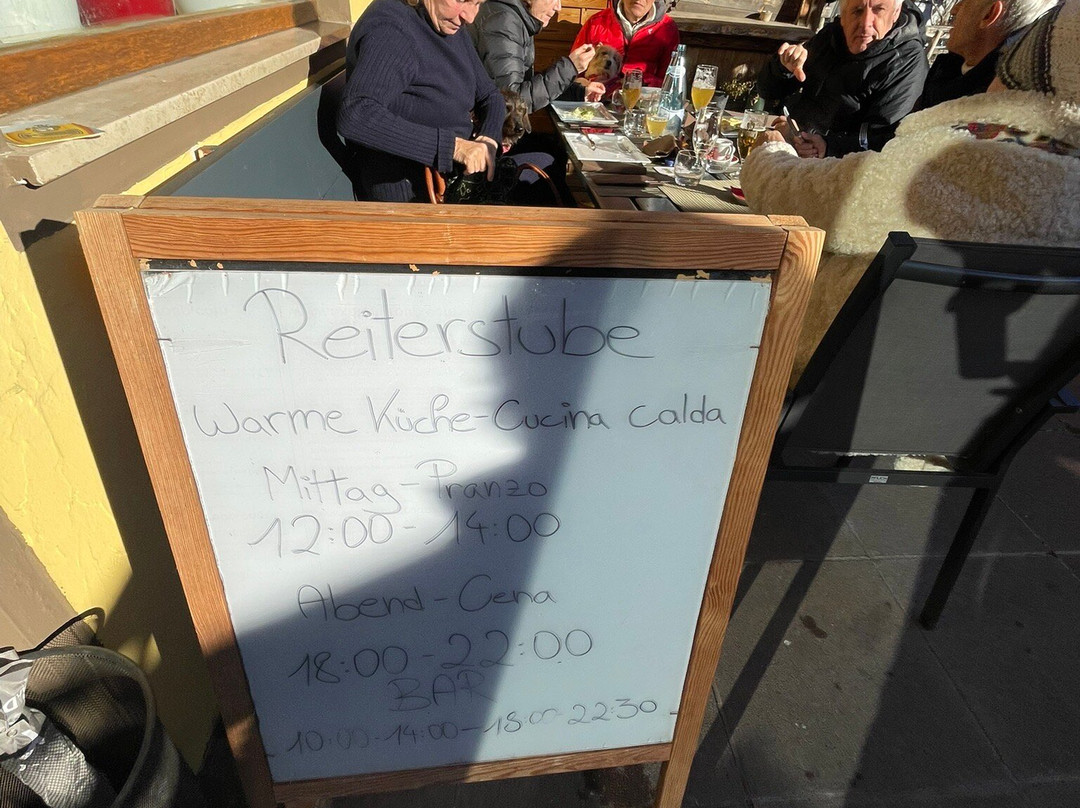 Reiterstube
Warme Küche-Cucina calda
Mittag-Pranzo
12:00-14:00
Abend-Cena
18:00-22:00
BAR
10:00-14:00-18:00-22:30